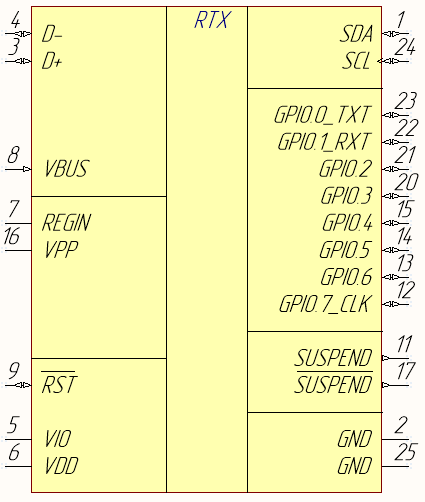 RTX
4 D-
3 D+
8 VBUS
7 REGIN
16 VPP
9 RST
5 VIO
6 VDD
SDA 1
SCL 24
GPIO.0_TXT 23
GPIO.1_RXT 22
GPIO.2 21
GPIO.3 20
GPIO.4 15
GPIO.5 14
GPIO.6 13
GPIO.7_CLK 12
SUSPEND 11
SUSPEND 17
GND 2
GND 25